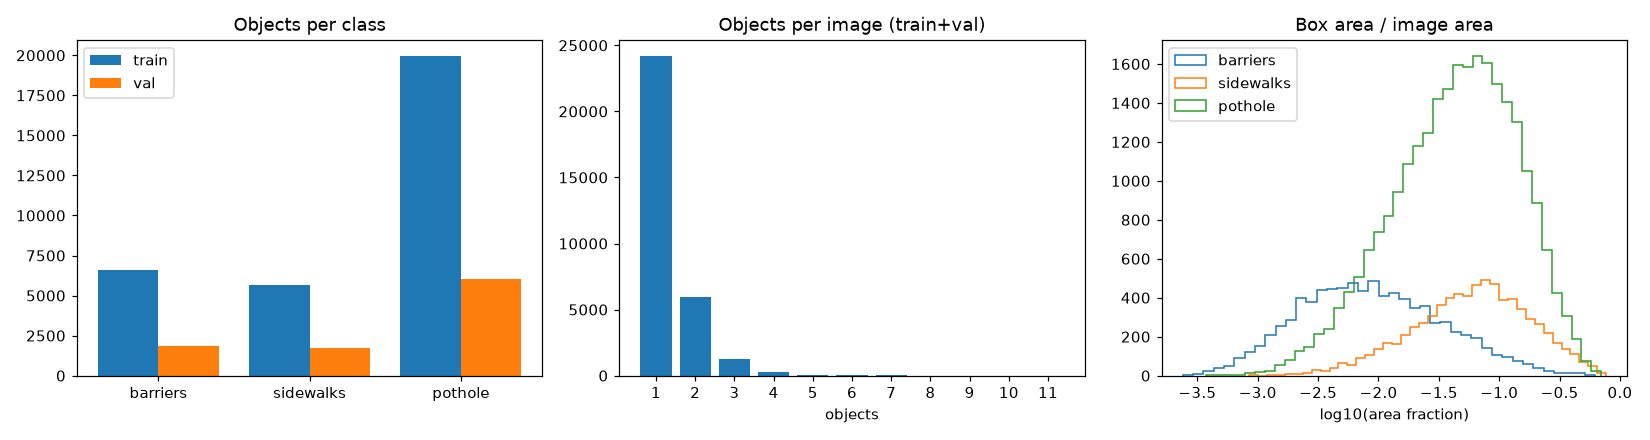 Objects per class
20000
17500
15000
12500
10000
7500
5000
2500
0
train
val
barriers
sidewalks
pothole
Objects per image (train+val)
25000
20000
15000
10000
5000
0
1 2 3 4 5 6 7 8 9 10 11
objects
Box area / image area
1600
1400
1200
1000
800
600
400
200
0
barriers
sidewalks
pothole
−3.5 −3.0 −2.5 −2.0 −1.5 −1.0 −0.5 0.0
log10(area fraction)